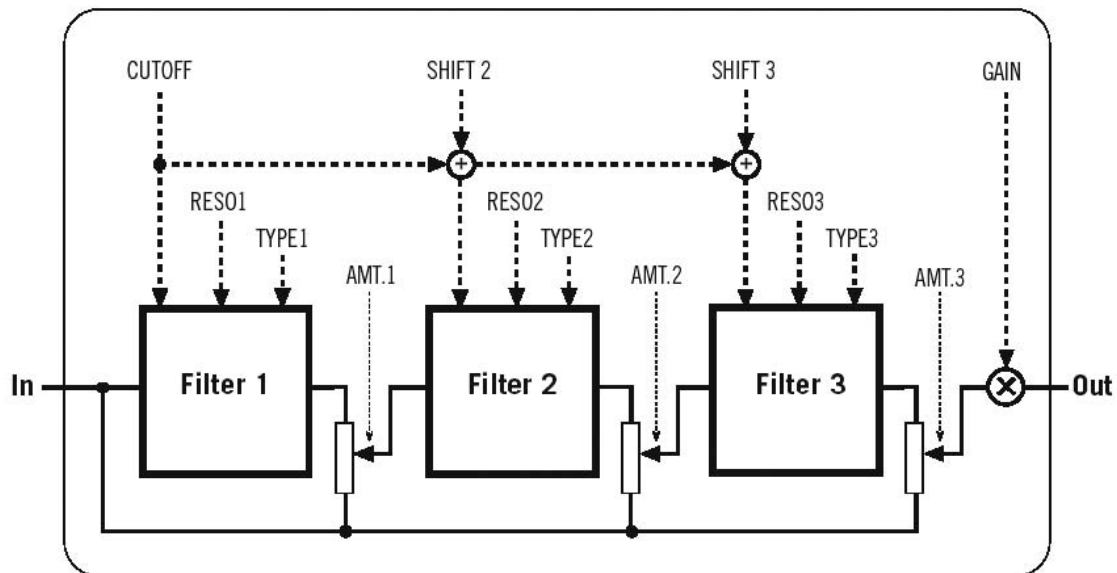 CUTOFF SHIFT 2 SHIFT 3 GAIN
+ +
RESO1 RESO2 RESO3
TYPE1 TYPE2 TYPE3
AMT.1 AMT.2 AMT.3
In Filter 1 Filter 2 Filter 3 × Out